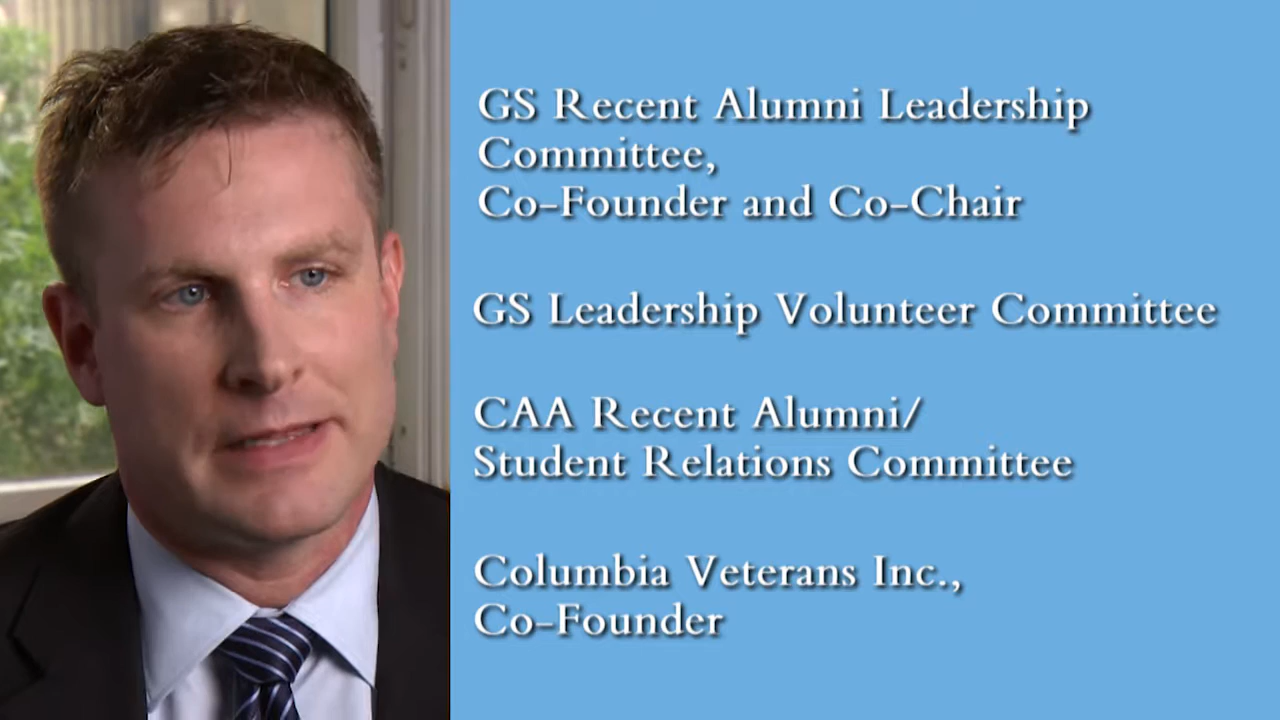 GS Recent Alumni Leadership
Committee,
Co-Founder and Co-Chair
GS Leadership Volunteer Committee
CAA Recent Alumni/
Student Relations Committee
Columbia Veterans Inc.,
Co-Founder